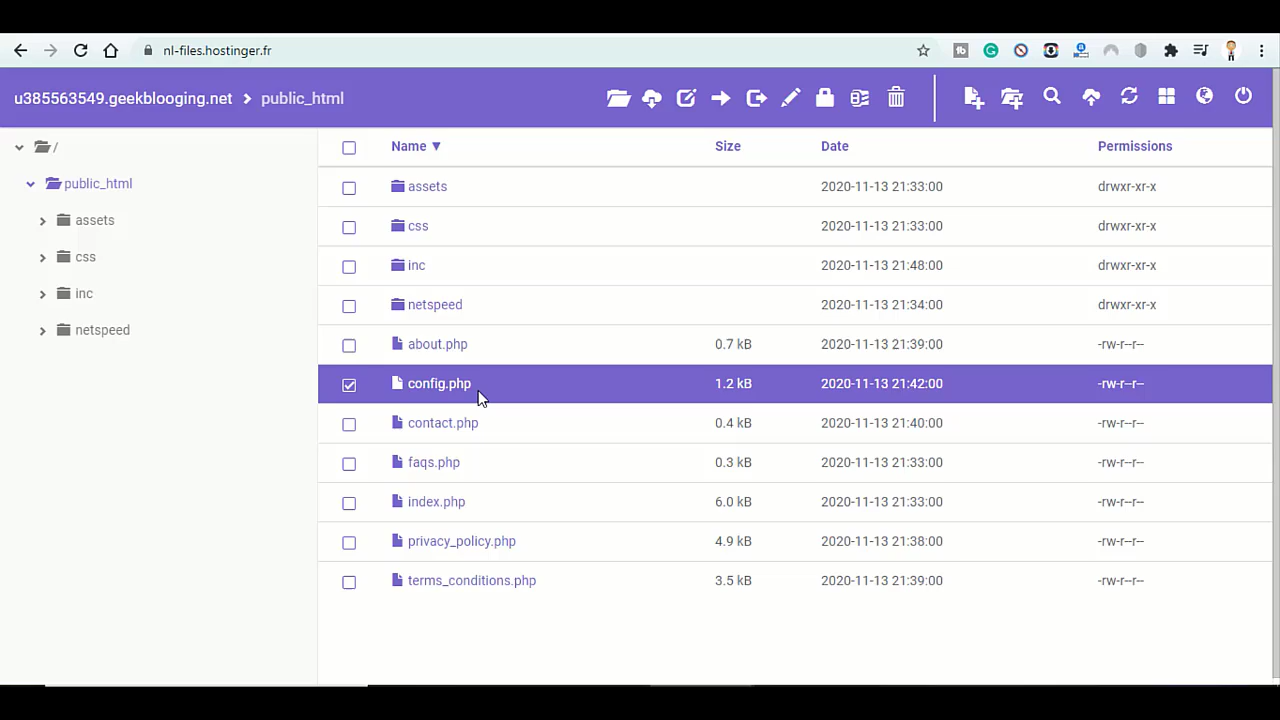 nl-files.hostinger.fr
u385563549.geekblooging.net > public_html
/
public_html
assets
css
inc
netspeed
Name ▼ Size Date Permissions
assets 2020-11-13 21:33:00 drwxr-xr-x
css 2020-11-13 21:33:00 drwxr-xr-x
inc 2020-11-13 21:48:00 drwxr-xr-x
netspeed 2020-11-13 21:34:00 drwxr-xr-x
about.php 0.7 kB 2020-11-13 21:39:00 -rw-r--r--
config.php 1.2 kB 2020-11-13 21:42:00 -rw-r--r--
contact.php 0.4 kB 2020-11-13 21:40:00 -rw-r--r--
faqs.php 0.3 kB 2020-11-13 21:33:00 -rw-r--r--
index.php 6.0 kB 2020-11-13 21:33:00 -rw-r--r--
privacy_policy.php 4.9 kB 2020-11-13 21:38:00 -rw-r--r--
terms_conditions.php 3.5 kB 2020-11-13 21:39:00 -rw-r--r--